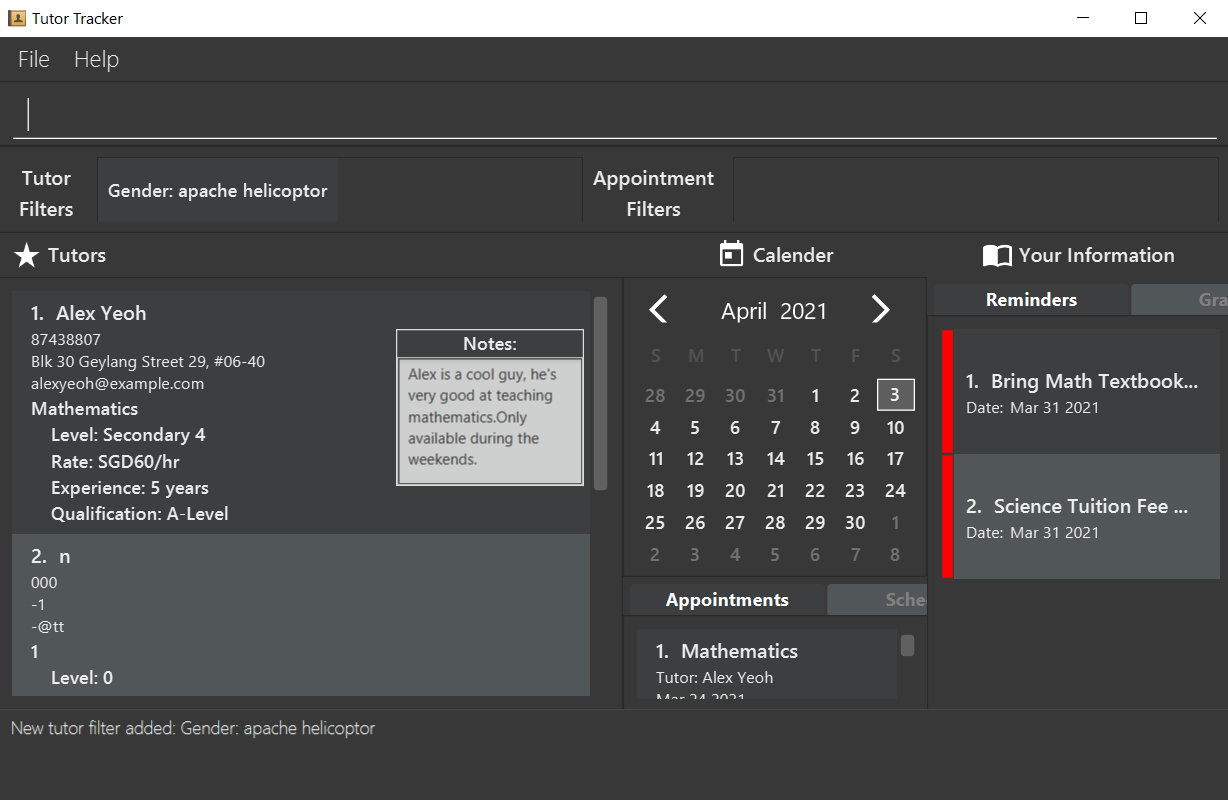 Tutor Tracker
File Help
Tutor
Filters
Gender: apache helicoptor
Appointment
Filters
Tutors
1. Alex Yeoh
87438807
Blk 30 Geylang Street 29, #06-40
alexyeoh@example.com
Mathematics
Level: Secondary 4
Rate: SGD60/hr
Experience: 5 years
Qualification: A-Level
Notes:
Alex is a cool guy, he's
very good at teaching
mathematics.Only
available during the
weekends.
2. n
000
-1
-@tt
1
Level: 0
Calender
April 2021
S M T W T F S
28 29 30 31 1 2 3
4 5 6 7 8 9 10
11 12 13 14 15 16 17
18 19 20 21 22 23 24
25 26 27 28 29 30 1
2 3 4 5 6 7 8
Appointments Sche
1. Mathematics
Tutor: Alex Yeoh
Mar 24 2021
Your Information
Reminders Gra
1. Bring Math Textbook...
Date: Mar 31 2021
2. Science Tuition Fee ...
Date: Mar 31 2021
New tutor filter added: Gender: apache helicoptor